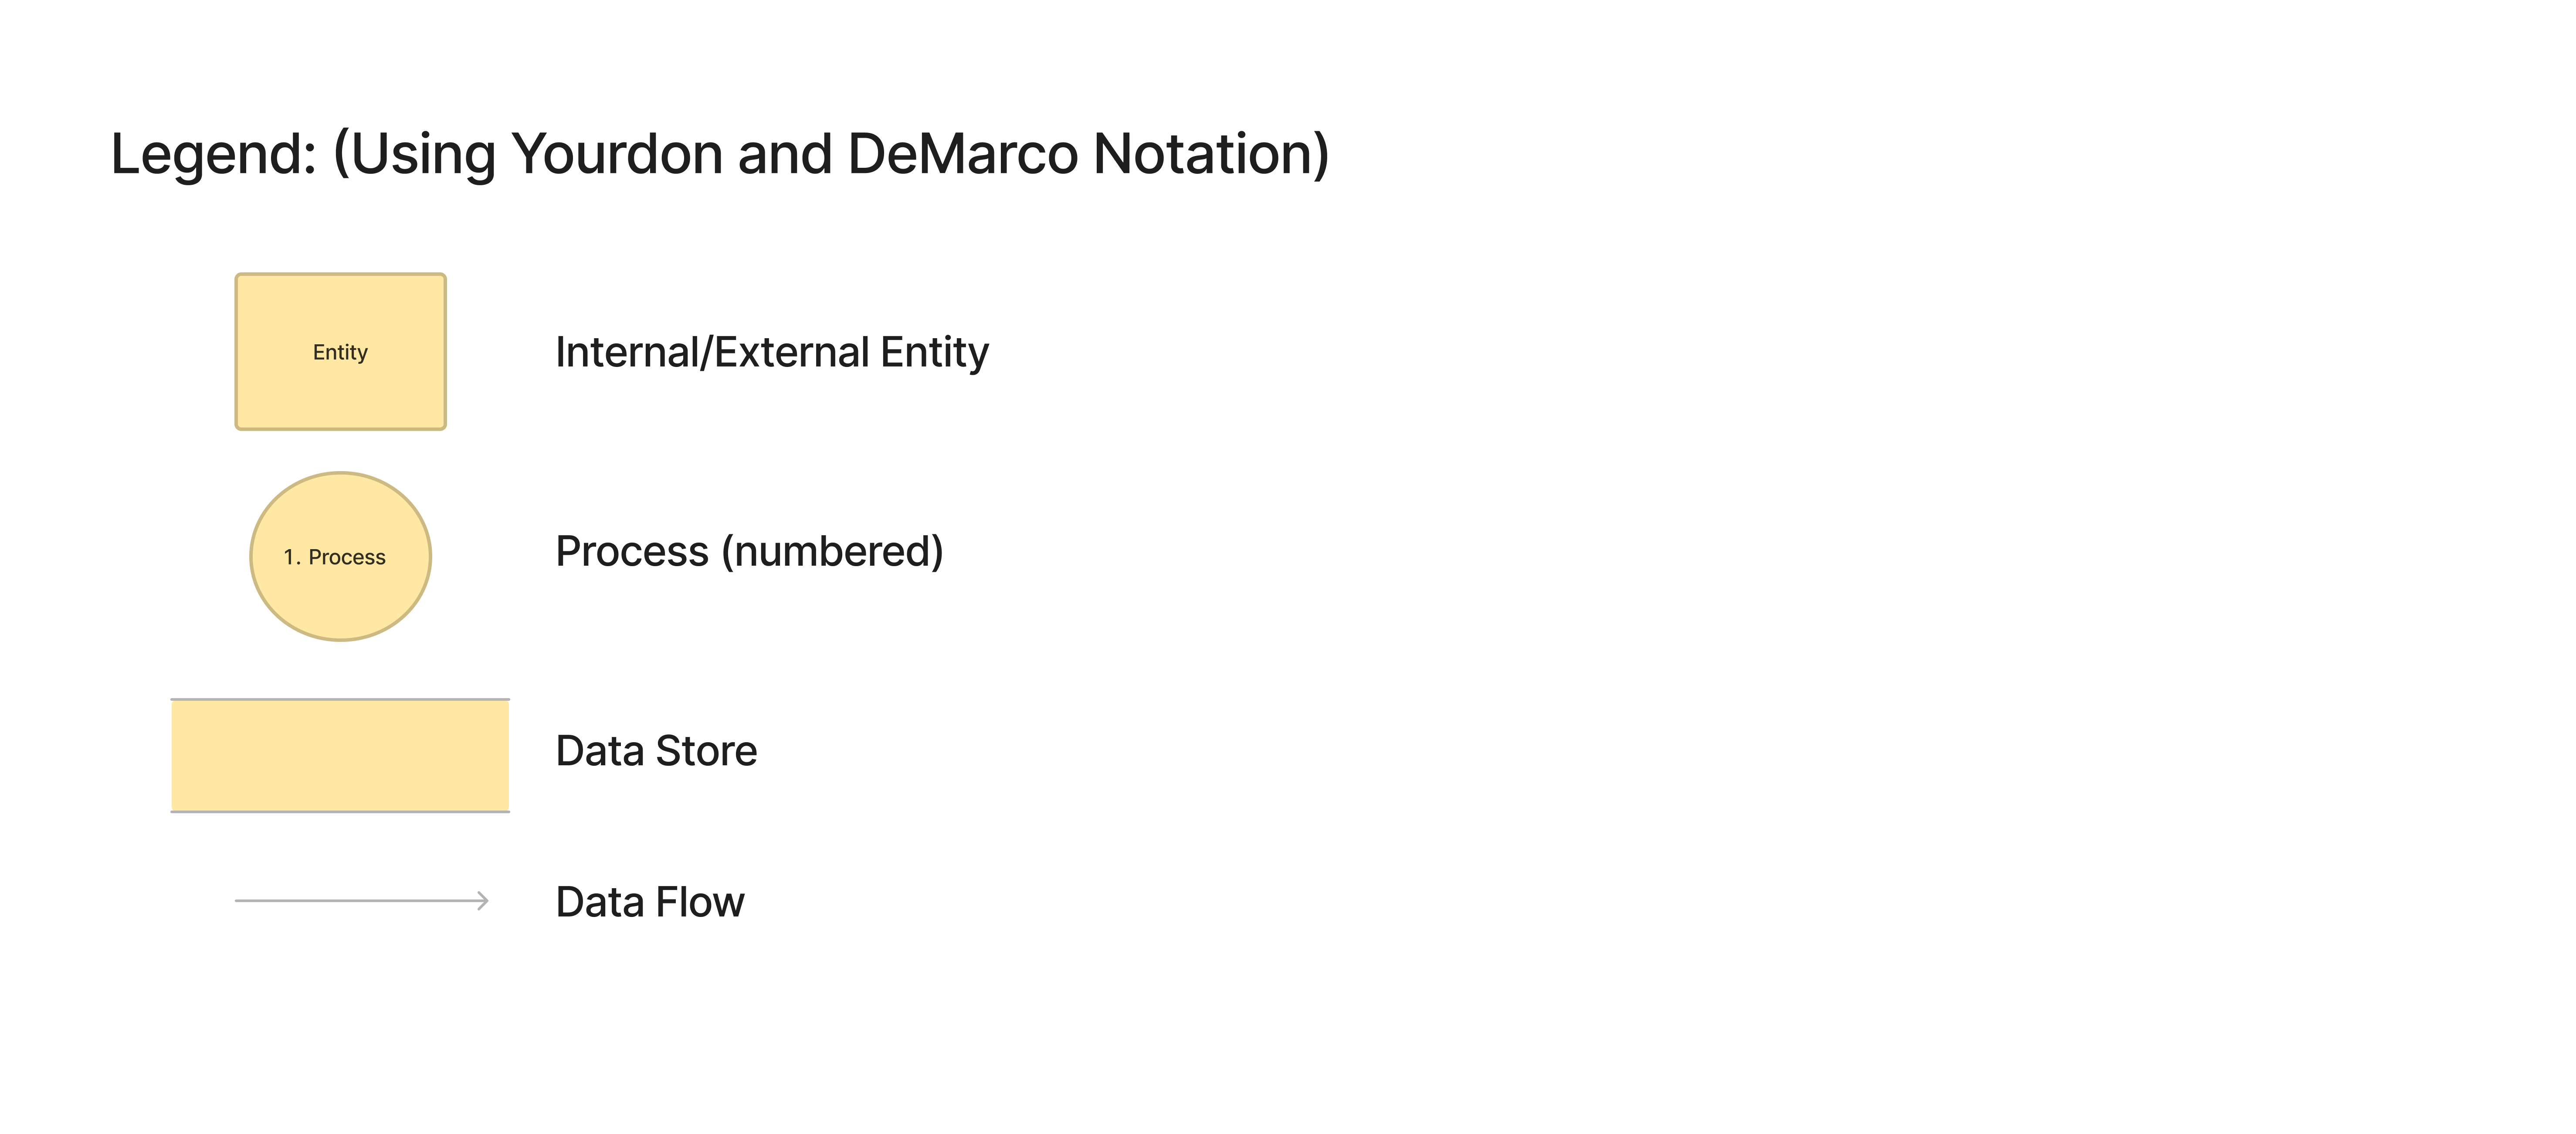 Legend: (Using Yourdon and DeMarco Notation)
Entity
Internal/External Entity
1. Process
Process (numbered)
Data Store
Data Flow